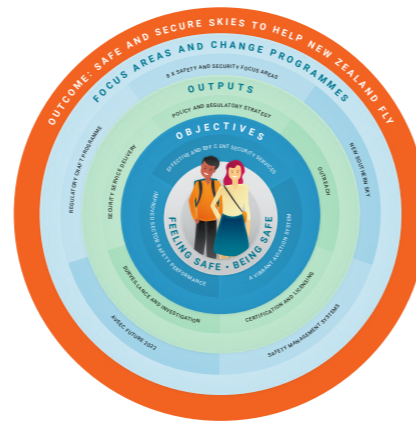 OUTCOME: SAFE AND SECURE SKIES TO HELP NEW ZEALAND FLY
FOCUS AREAS AND CHANGE PROGRAMMES
8 X SAFETY AND SECURITY FOCUS AREAS
NEW SOUTHERN SKY
SAFETY MANAGEMENT SYSTEMS
AVSEC FUTURE 2022
REGULATORY CRAFT PROGRAMME
OUTPUTS
POLICY AND REGULATORY STRATEGY
OUTREACH
CERTIFICATION AND LICENSING
SURVEILLANCE AND INVESTIGATION
SECURITY SERVICE DELIVERY
OBJECTIVES
EFFECTIVE AND EFFICIENT SECURITY SERVICES
A VIBRANT AVIATION SYSTEM
IMPROVED SECTOR SAFETY PERFORMANCE
FEELING SAFE • BEING SAFE